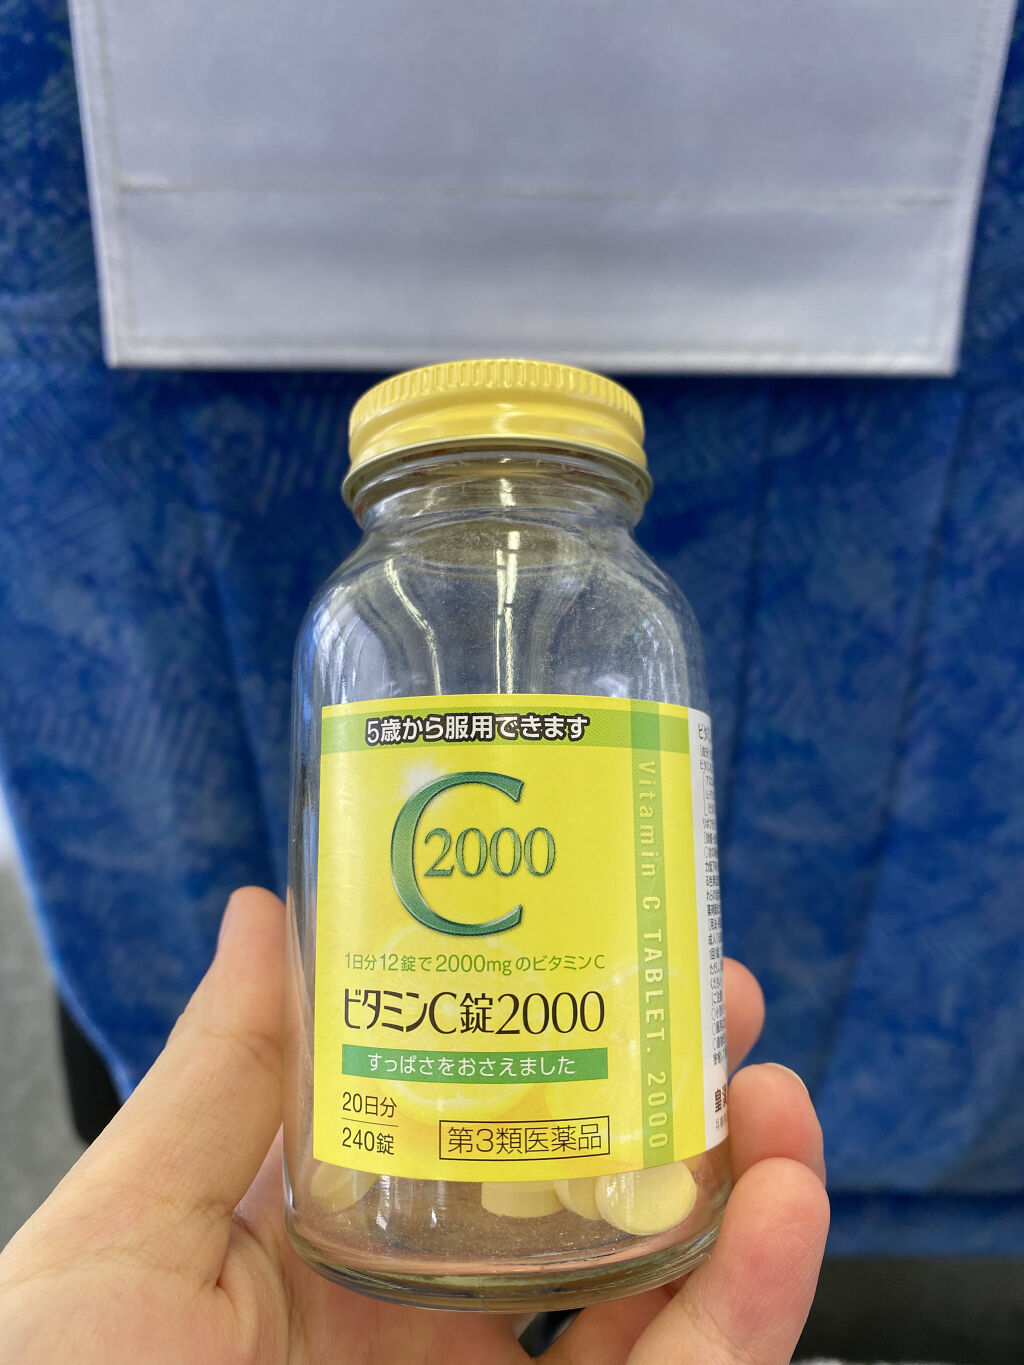 5歳から服用できます
C2000
1日分12錠で2000mgのビタミンC
ビタミンC錠2000
すっぱさをおさえました
20日分
240錠
第3類医薬品
Vitamin C TABLET. 2000